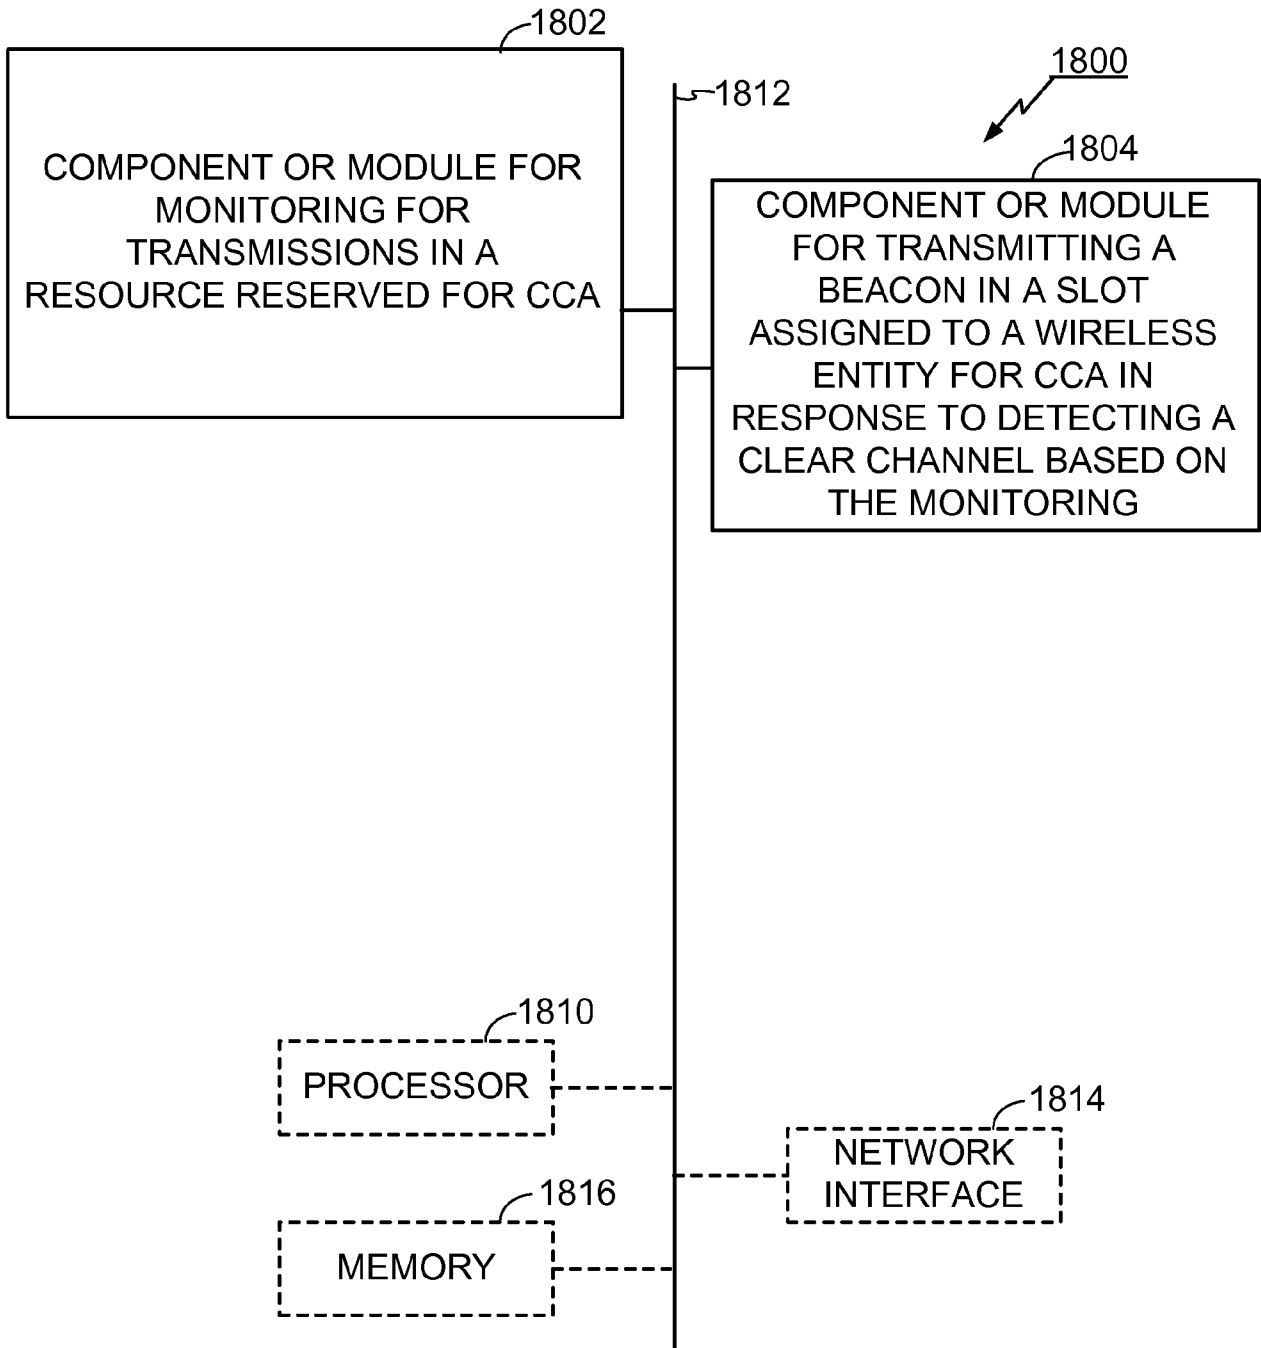 1802
1812
1800
1804
COMPONENT OR MODULE FOR
MONITORING FOR
TRANSMISSIONS IN A
RESOURCE RESERVED FOR CCA
COMPONENT OR MODULE
FOR TRANSMITTING A
BEACON IN A SLOT
ASSIGNED TO A WIRELESS
ENTITY FOR CCA IN
RESPONSE TO DETECTING A
CLEAR CHANNEL BASED ON
THE MONITORING
1810
PROCESSOR
1814
NETWORK
INTERFACE
1816
MEMORY